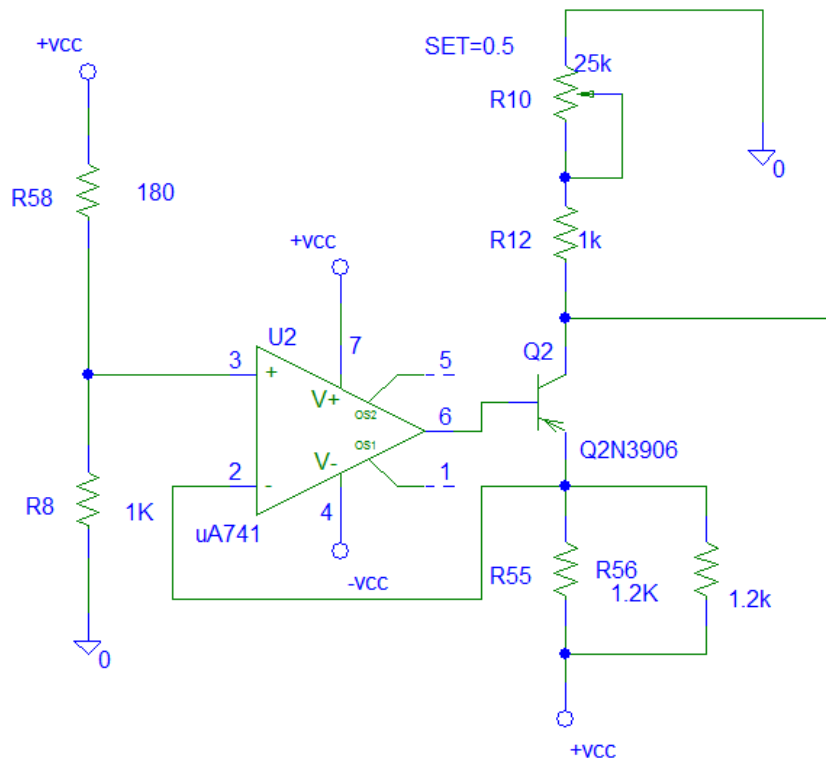 +vcc
SET=0.5
25k
R10
0
R58
180
R12
1k
+vcc
U2
7
Q2
3
+
5
V+
OS2
6
OS1
V-
2
-
1
4
Q2N3906
R8
1K
uA741
-vcc
R55
R56
1.2K
1.2k
0
+vcc